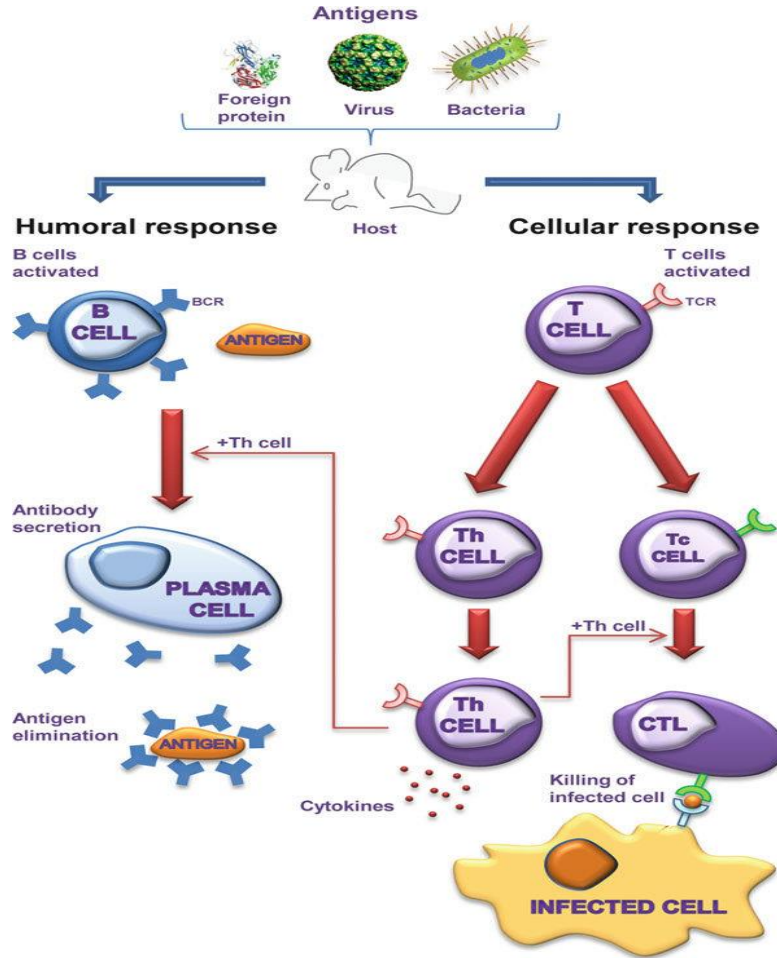 Antigens
Foreign
protein
Virus
Bacteria
Host
Humoral response
B cells
activated
BCR
B
CELL
ANTIGEN
+Th cell
Antibody
secretion
PLASMA
CELL
Antigen
elimination
ANTIGEN
Cellular response
T cells
activated
TCR
T
CELL
Th
CELL
Tc
CELL
+Th cell
Th
CELL
CTL
Cytokines
Killing of
infected cell
INFECTED CELL